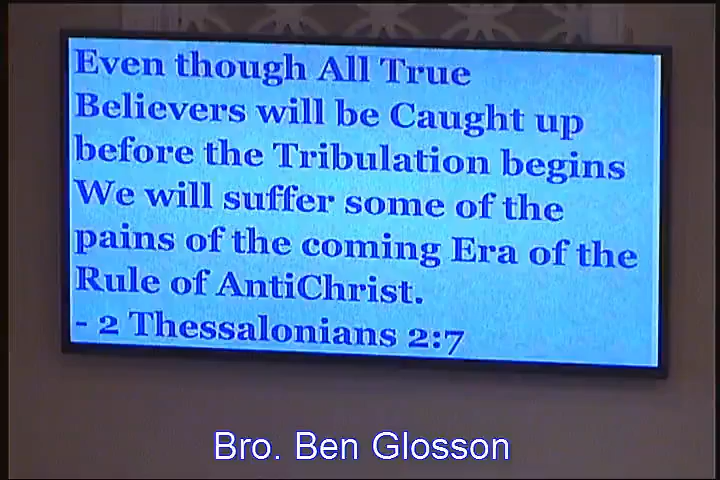 Even though All True
Believers will be Caught up
before the Tribulation begins
We will suffer some of the
pains of the coming Era of the
Rule of AntiChrist.
- 2 Thessalonians 2:7
Bro. Ben Glosson